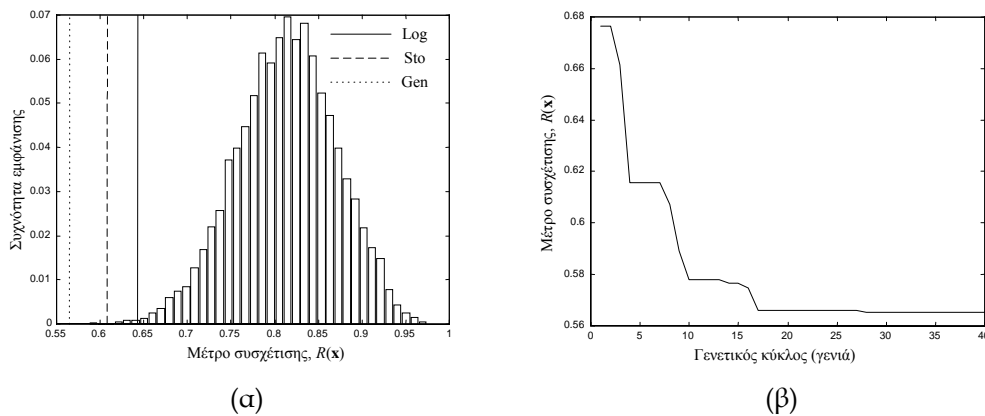 0.07
0.06
0.05
0.04
0.03
0.02
0.01
0
Συχνότητα εμφάνισης
Log
Sto
Gen
0.55 0.6 0.65 0.7 0.75 0.8 0.85 0.9 0.95 1
Μέτρο συσχέτισης, R(x)
(α)
0.68
0.66
0.64
0.62
0.6
0.58
0.56
Μέτρο συσχέτισης, R(x)
0 5 10 15 20 25 30 35 40
Γενετικός κύκλος (γενιά)
(β)